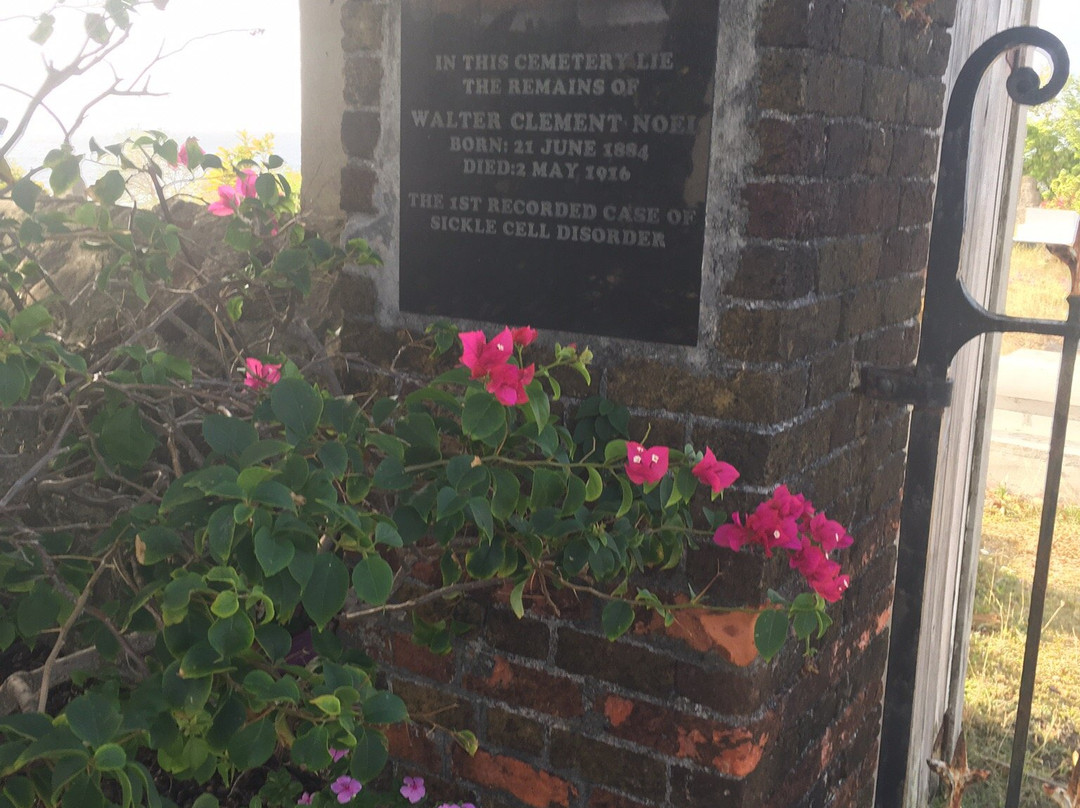 IN THIS CEMETERY LIE
THE REMAINS OF
WALTER CLEMENT NOEL
BORN: 21 JUNE 1884
DIED:2 MAY 1916
THE 1ST RECORDED CASE OF
SICKLE CELL DISORDER